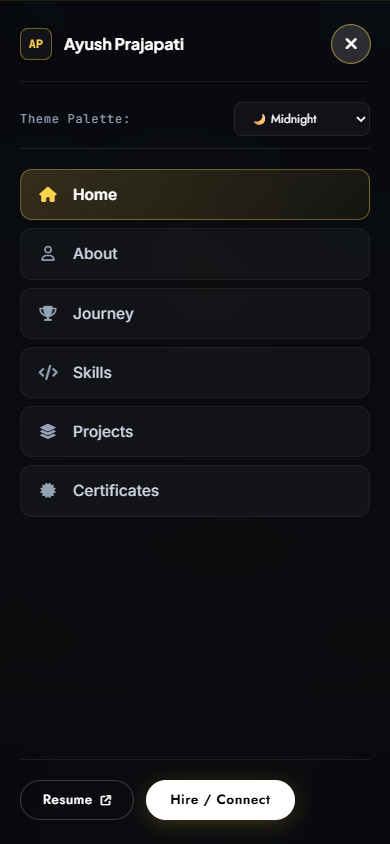 AP Ayush Prajapati
Theme Palette: 🌙 Midnight
Home
About
Journey
Skills
Projects
Certificates
Resume Hire / Connect